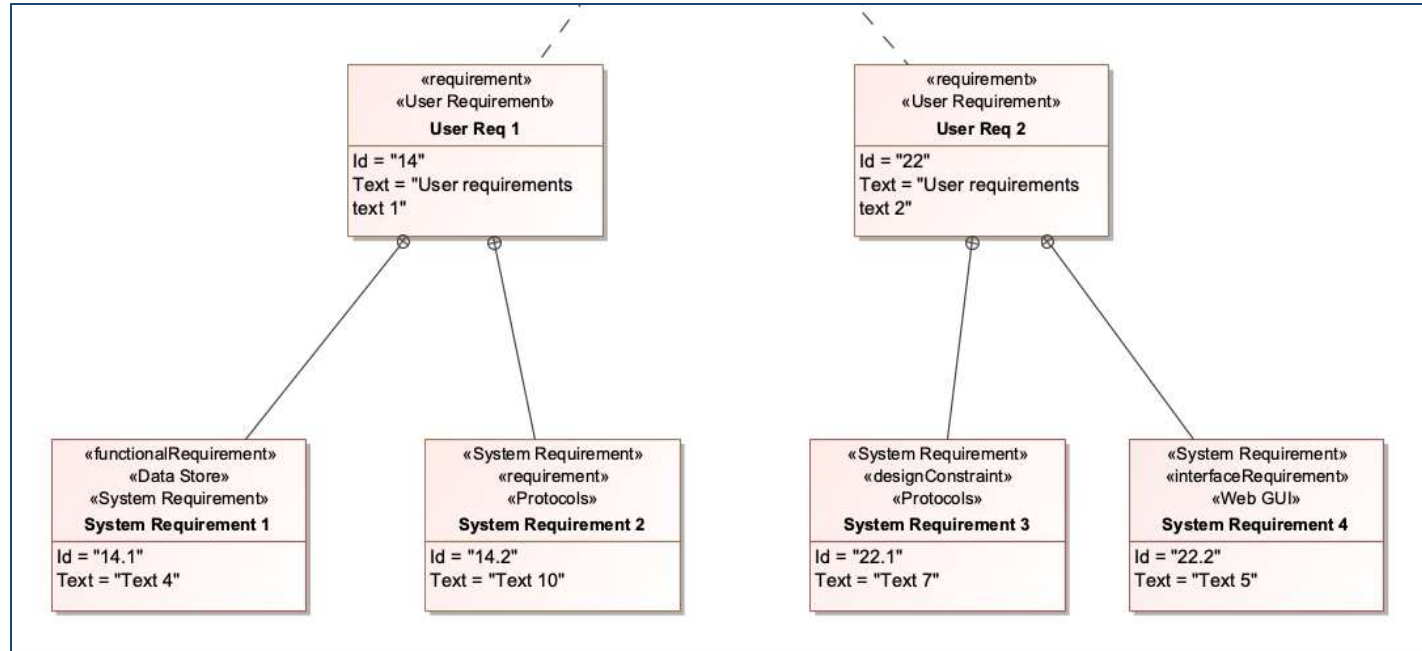 «requirement»
«User Requirement»
User Req 1
Id = "14"
Text = "User requirements
text 1"
«requirement»
«User Requirement»
User Req 2
Id = "22"
Text = "User requirements
text 2"
«functionalRequirement»
«Data Store»
«System Requirement»
System Requirement 1
Id = "14.1"
Text = "Text 4"
«System Requirement»
«requirement»
«Protocols»
System Requirement 2
Id = "14.2"
Text = "Text 10"
«System Requirement»
«designConstraint»
«Protocols»
System Requirement 3
Id = "22.1"
Text = "Text 7"
«System Requirement»
«interfaceRequirement»
«Web GUI»
System Requirement 4
Id = "22.2"
Text = "Text 5"